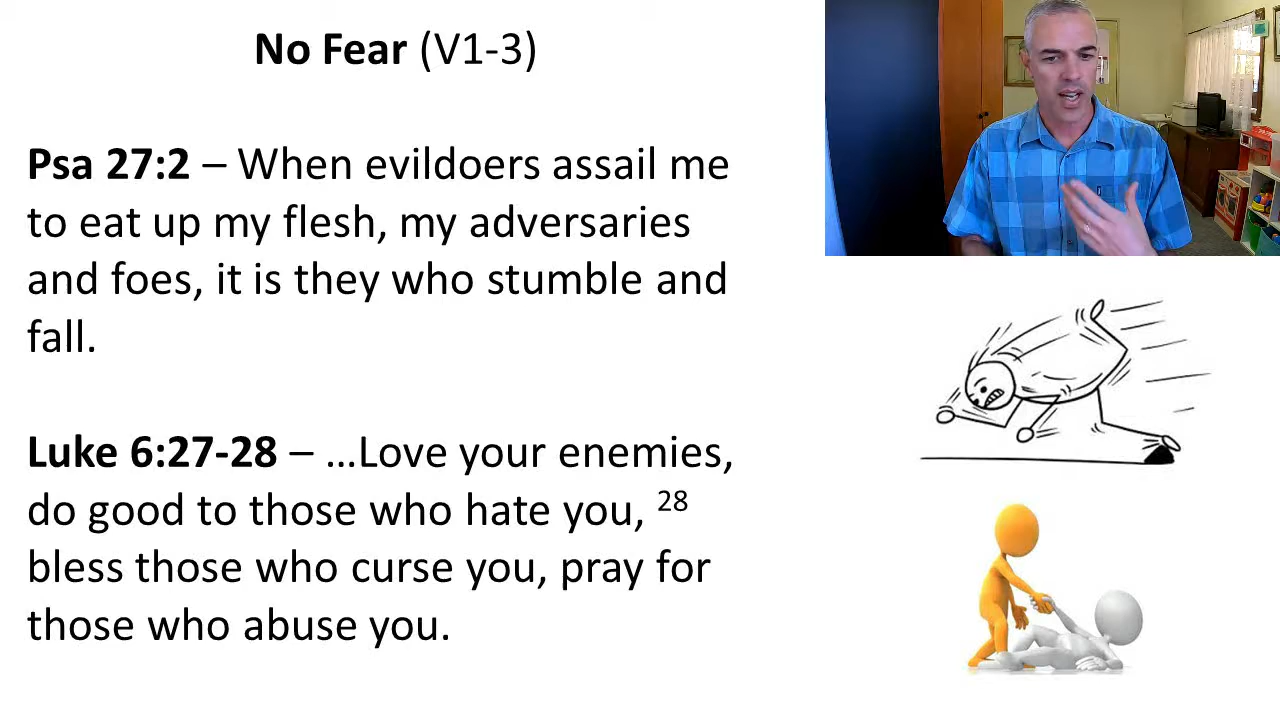 No Fear (V1-3)
Psa 27:2 – When evildoers assail me
to eat up my flesh, my adversaries
and foes, it is they who stumble and
fall.
Luke 6:27-28 – …Love your enemies,
do good to those who hate you, 28
bless those who curse you, pray for
those who abuse you.